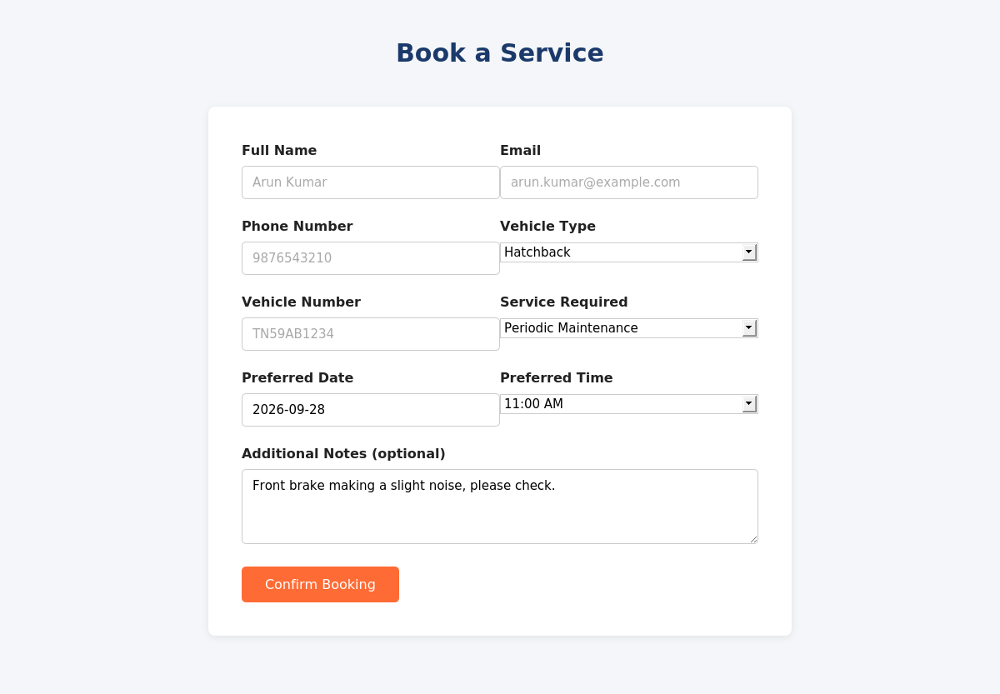 Book a Service
Full Name
Email
Arun Kumar
arun.kumar@example.com
Phone Number
Vehicle Type
9876543210
Hatchback
Vehicle Number
Service Required
TN59AB1234
Periodic Maintenance
Preferred Date
Preferred Time
2026-09-28
11:00 AM
Additional Notes (optional)
Front brake making a slight noise, please check.
Confirm Booking